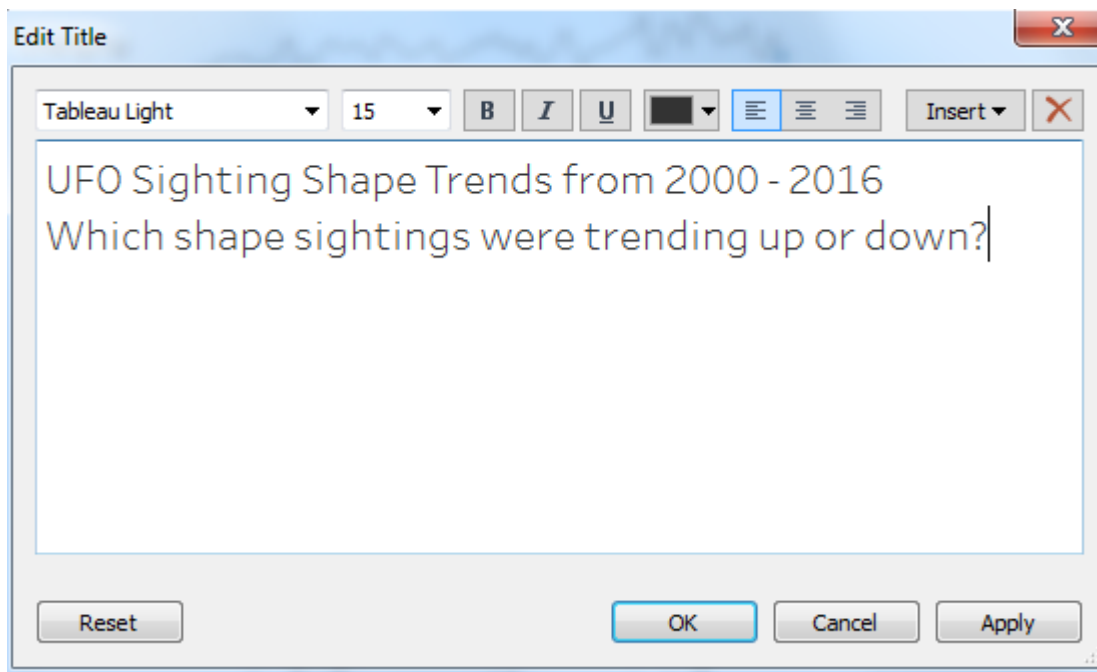 Edit Title
Tableau Light 15 B I U Insert
UFO Sighting Shape Trends from 2000 - 2016
Which shape sightings were trending up or down?
Reset OK Cancel Apply